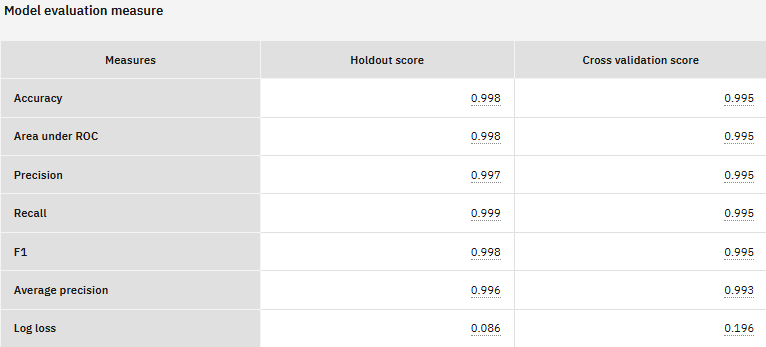 Model evaluation measure
Measures Holdout score Cross validation score
Accuracy 0.998 0.995
Area under ROC 0.998 0.995
Precision 0.997 0.995
Recall 0.999 0.995
F1 0.998 0.995
Average precision 0.996 0.993
Log loss 0.086 0.196